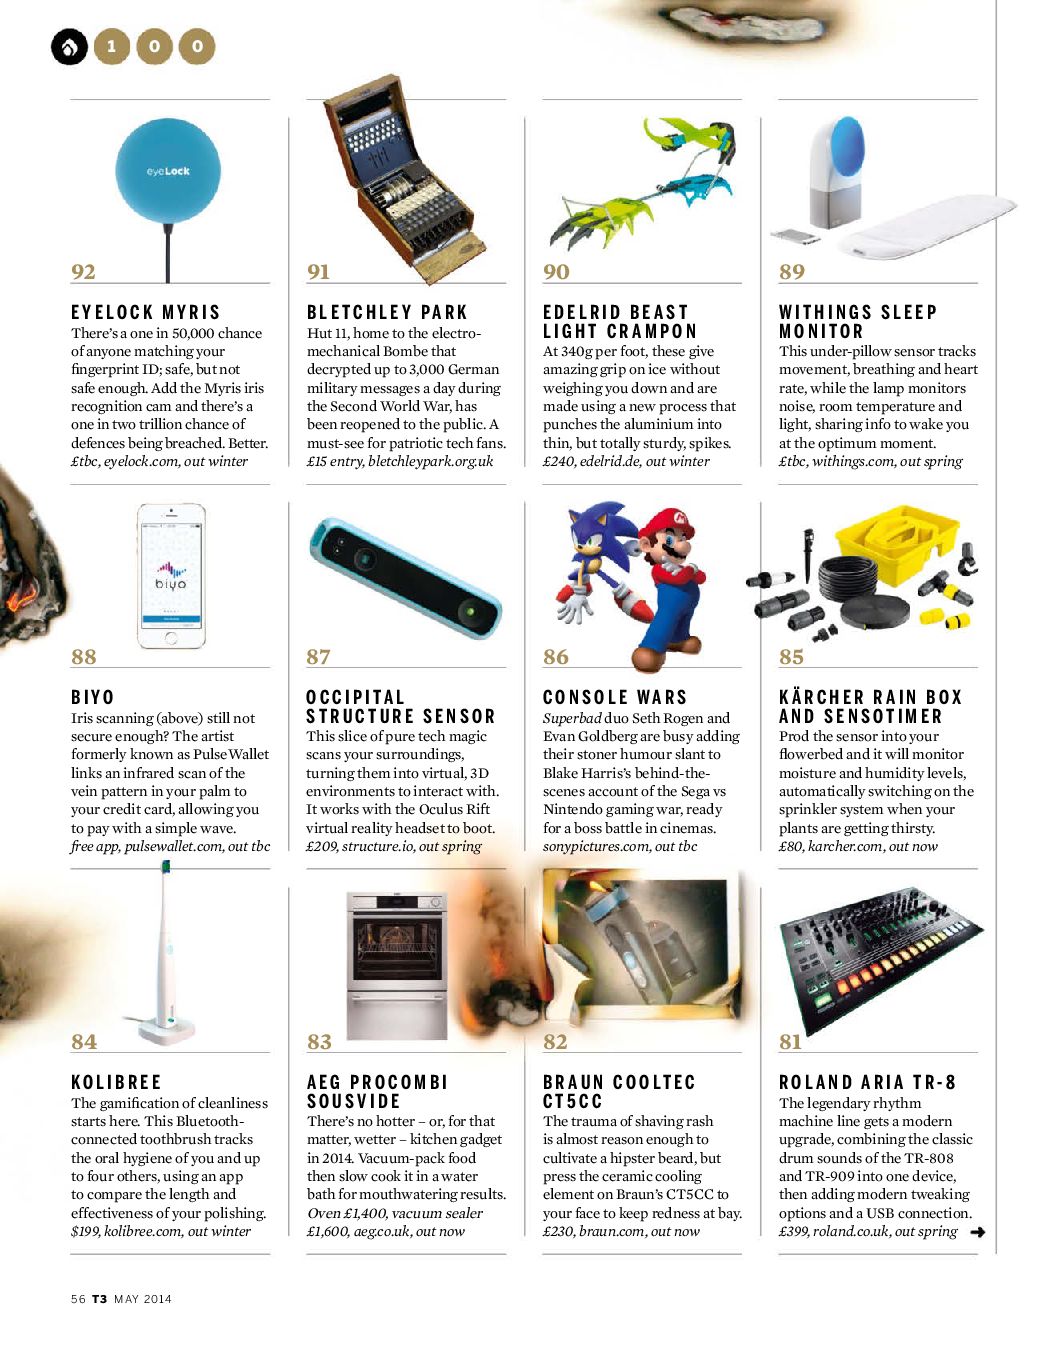 1 0 0
eyeLock
92
EYELOCK MYRIS
There's a one in 50,000 chance
of anyone matching your
fingerprint ID; safe, but not
safe enough. Add the Myris iris
recognition cam and there's a
one in two trillion chance of
defences being breached. Better.
£tbc, eyelock.com, out winter
91
BLETCHLEY PARK
Hut 11, home to the electro-
mechanical Bombe that
decrypted up to 3,000 German
military messages a day during
the Second World War, has
been reopened to the public. A
must-see for patriotic tech fans.
£15 entry, bletchleypark.org.uk
90
EDELRID BEAST
LIGHT CRAMPON
At 340g per foot, these give
amazing grip on ice without
weighing you down and are
made using a new process that
punches the aluminium into
thin, but totally sturdy, spikes.
£240, edelrid.de, out winter
89
WITHINGS SLEEP
MONITOR
This under-pillow sensor tracks
movement, breathing and heart
rate, while the lamp monitors
noise, room temperature and
light, sharing info to wake you
at the optimum moment.
£tbc, withings.com, out spring
biyo
88
BIYO
Iris scanning (above) still not
secure enough? The artist
formerly known as PulseWallet
links an infrared scan of the
vein pattern in your palm to
your credit card, allowing you
to pay with a simple wave.
free app, pulsewallet.com, out tbc
87
OCCIPITAL
STRUCTURE SENSOR
This slice of pure tech magic
scans your surroundings,
turning them into virtual, 3D
environments to interact with.
It works with the Oculus Rift
virtual reality headset to boot.
£209, structure.io, out spring
86
CONSOLE WARS
Superbad duo Seth Rogen and
Evan Goldberg are busy adding
their stoner humour slant to
Blake Harris's behind-the-
scenes account of the Sega vs
Nintendo gaming war, ready
for a boss battle in cinemas.
sonypictures.com, out tbc
85
KÄRCHER RAIN BOX
AND SENSOTIMER
Prod the sensor into your
flowerbed and it will monitor
moisture and humidity levels,
automatically switching on the
sprinkler system when your
plants are getting thirsty.
£80, karcher.com, out now
84
KOLIBREE
The gamification of cleanliness
starts here. This Bluetooth-
connected toothbrush tracks
the oral hygiene of you and up
to four others, using an app
to compare the length and
effectiveness of your polishing.
$199, kolibree.com, out winter
83
AEG PROCOMBI
SOUSVIDE
There's no hotter – or, for that
matter, wetter – kitchen gadget
in 2014. Vacuum-pack food
then slow cook it in a water
bath for mouthwatering results.
Oven £1,400, vacuum sealer
£1,600, aeg.co.uk, out now
82
BRAUN COOLTEC
CT5CC
The trauma of shaving rash
is almost reason enough to
cultivate a hipster beard, but
press the ceramic cooling
element on Braun's CT5CC to
your face to keep redness at bay.
£230, braun.com, out now
81
ROLAND ARIA TR-8
The legendary rhythm
machine line gets a modern
upgrade, combining the classic
drum sounds of the TR-808
and TR-909 into one device,
then adding modern tweaking
options and a USB connection.
£399, roland.co.uk, out spring
56 T3 MAY 2014